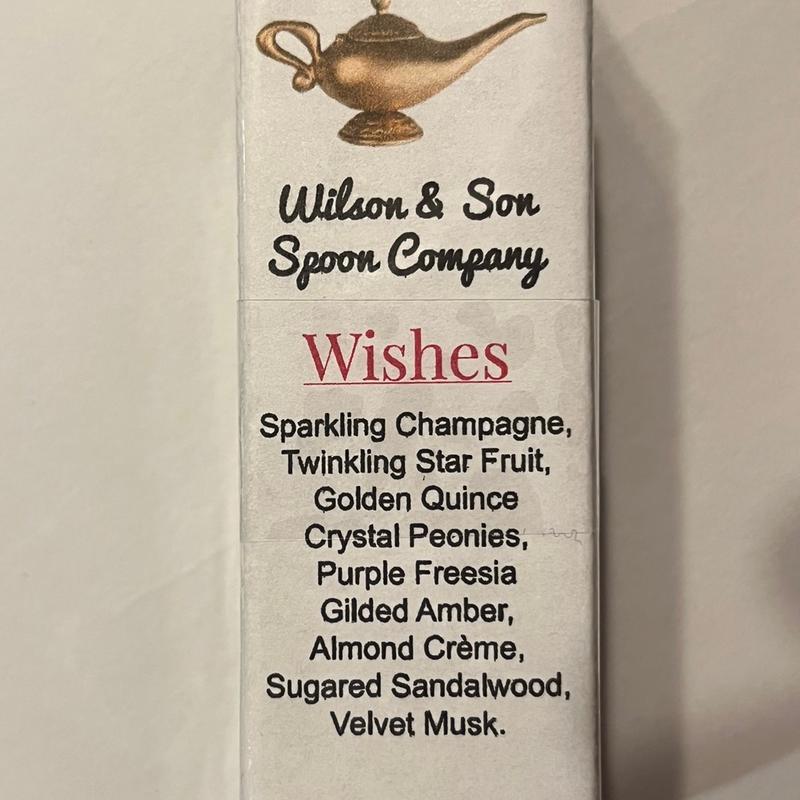 Wilson & Son
Spoon Company
Wishes
Sparkling Champagne,
Twinkling Star Fruit,
Golden Quince
Crystal Peonies,
Purple Freesia
Gilded Amber,
Almond Crème,
Sugared Sandalwood,
Velvet Musk.